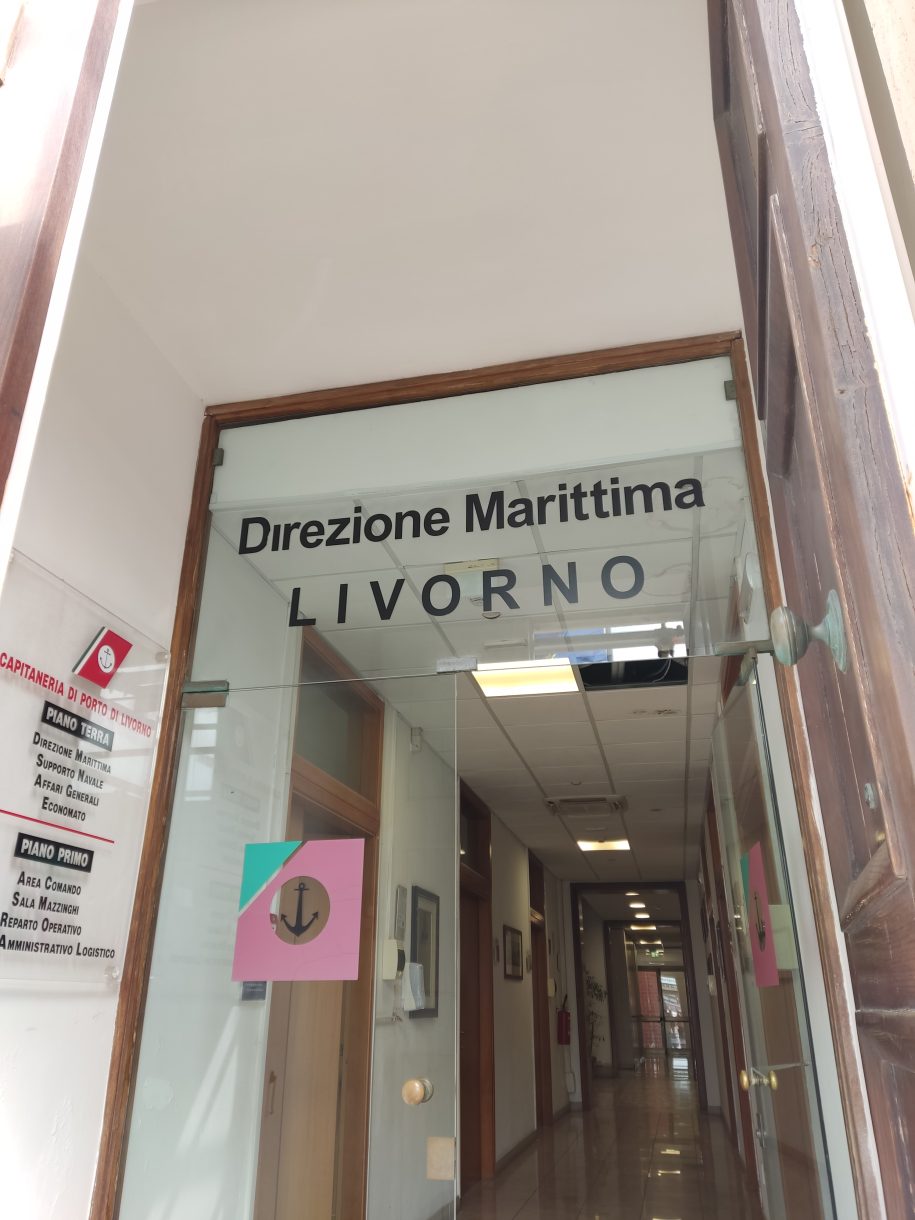 Direzione Marittima
LIVORNO
CAPITANERIA DI PORTO DI LIVORNO
PIANO TERRA
DIREZIONE MARITTIMA
SUPPORTO NAVALE
AFFARI GENERALI
ECONOMATO
PIANO PRIMO
AREA COMANDO
SALA MAZZINGHI
REPARTO OPERATIVO
AMMINISTRATIVO LOGISTICO